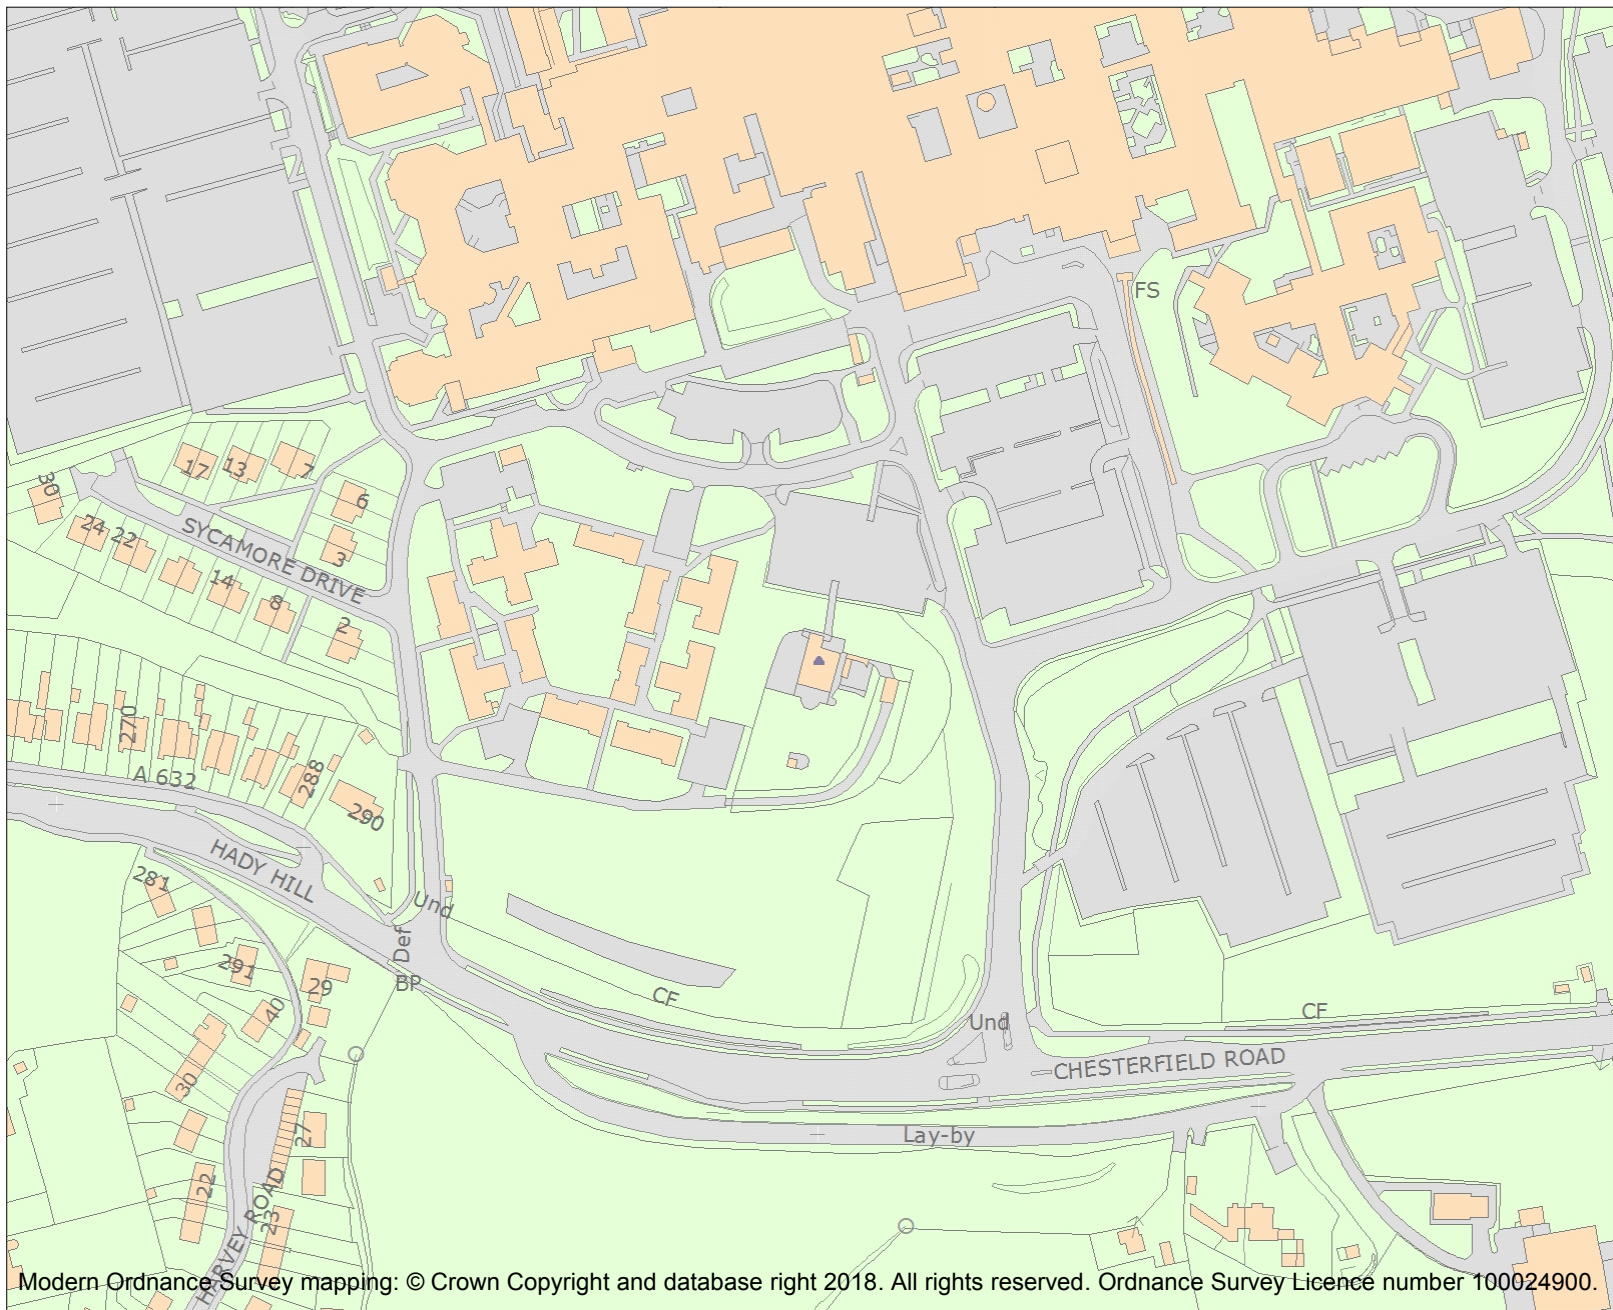 FS
17
13
7
30
6
24
22
SYCAMORE DRIVE
3
14
8
2
270
A 632
288
290
HADY HILL
281
Und
Def
291
29
BP
CF
40
Und
CF
CHESTERFIELD ROAD
30
27
Lay-by
22
23
HARVEY ROAD
Modern Ordnance Survey mapping: © Crown Copyright and database right 2018. All rights reserved. Ordnance Survey Licence number 100024900.